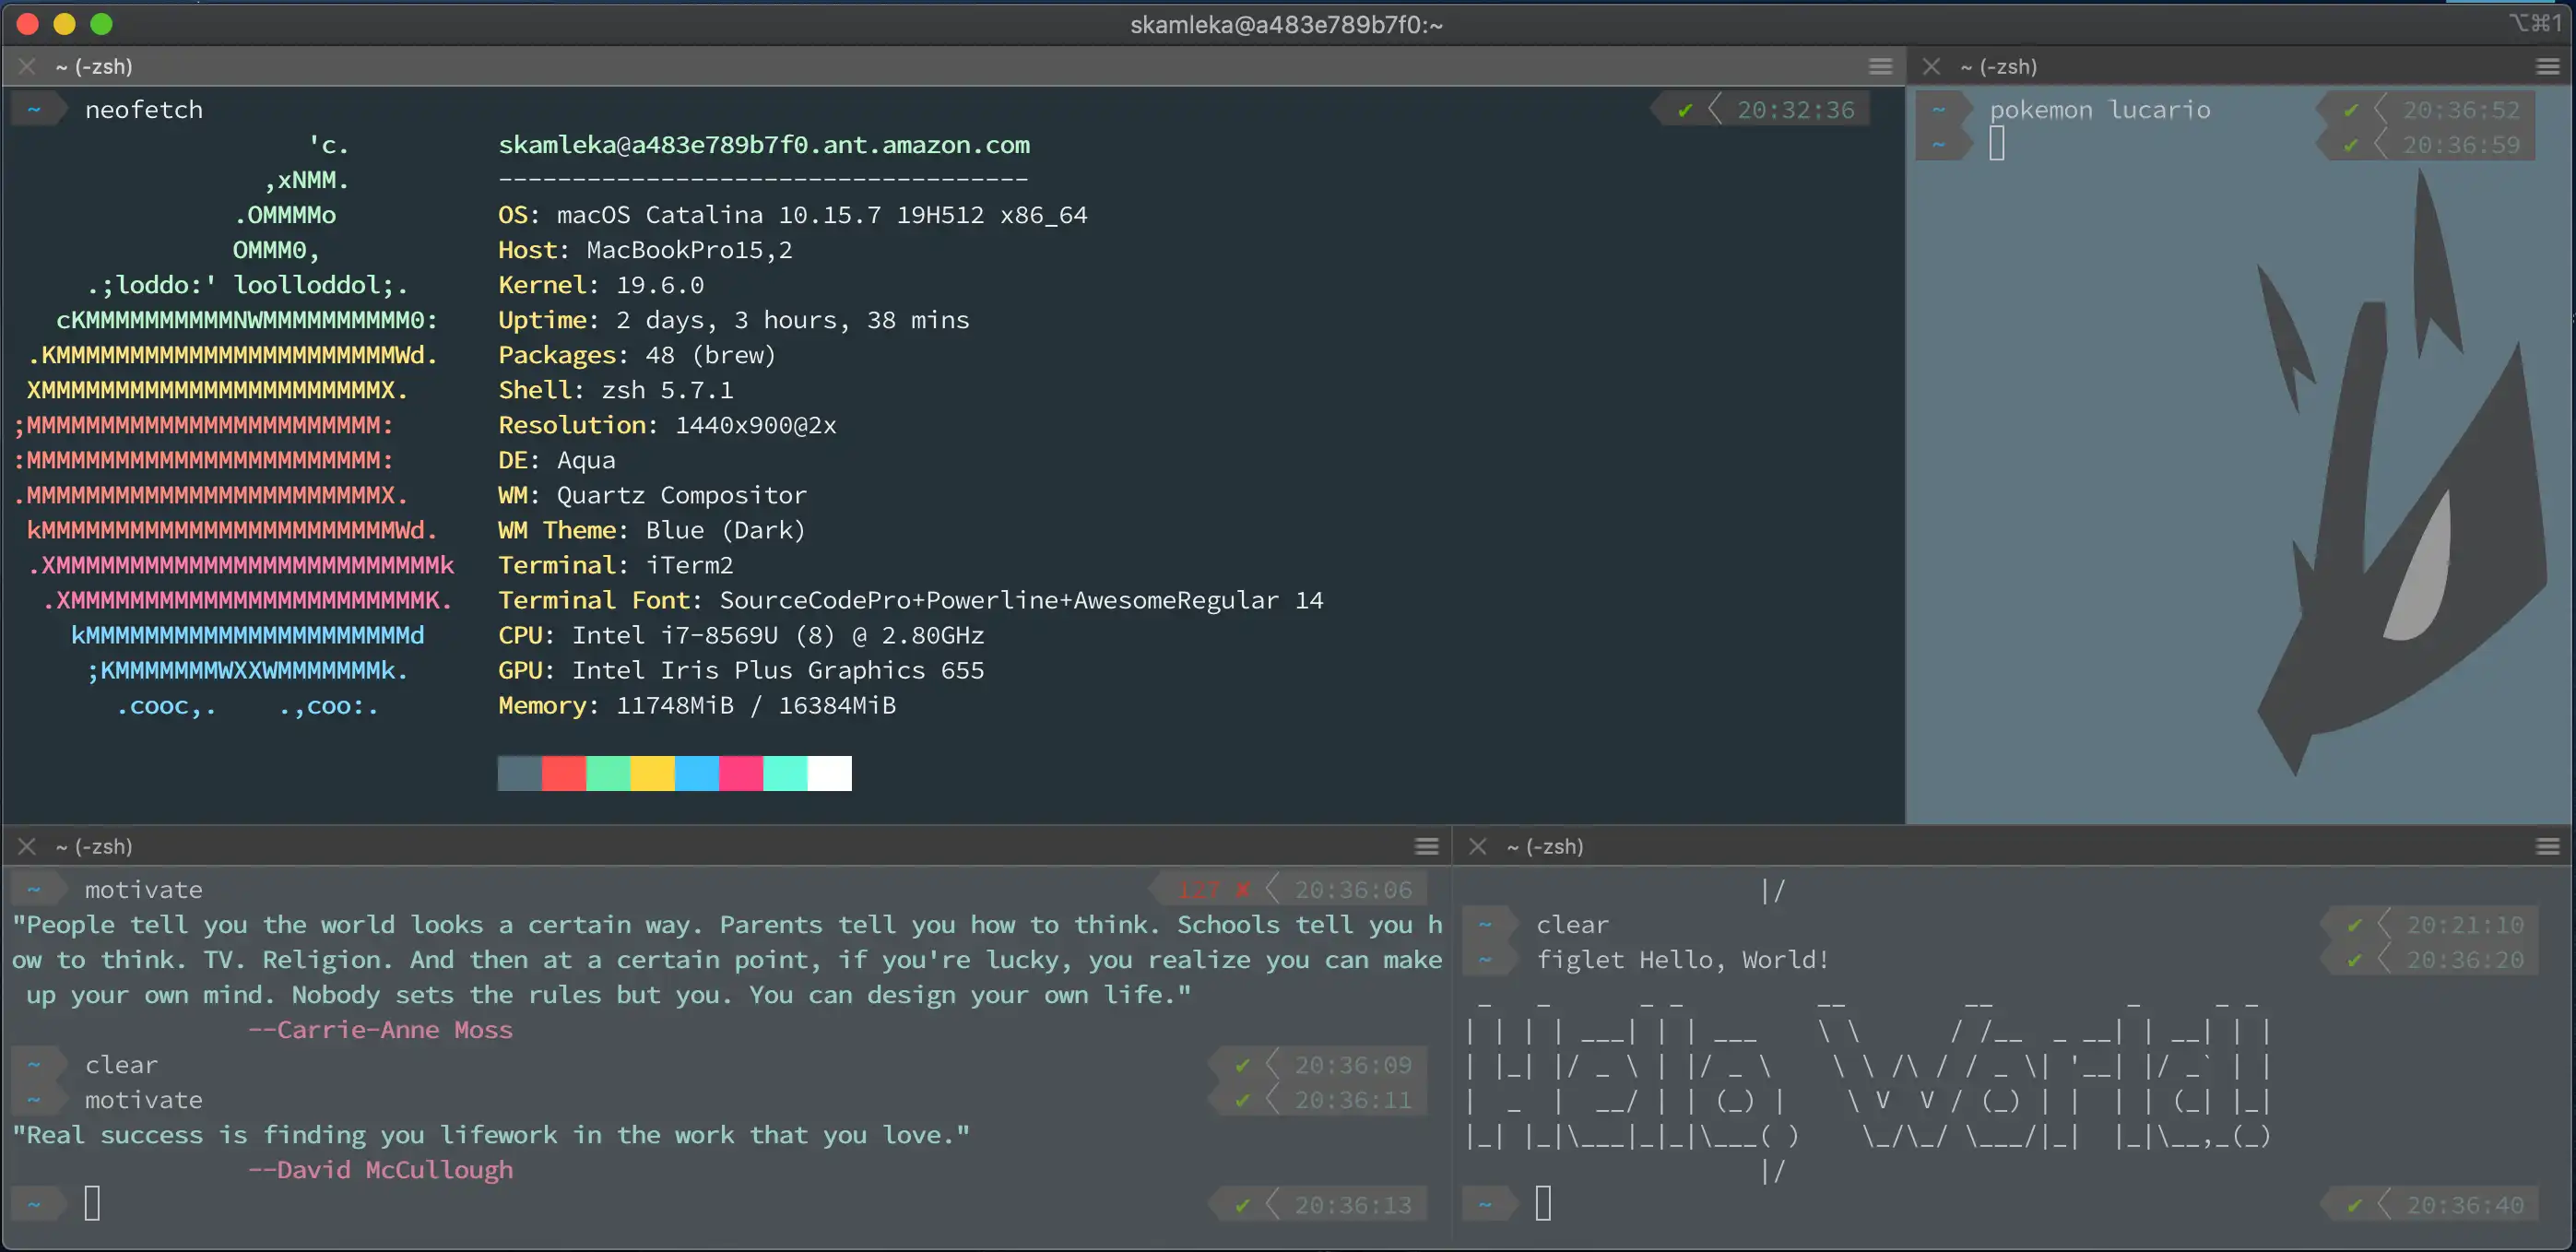 skamleka@a483e789b7f0:~
⌥⌘1
~ (-zsh)
~ neofetch ✔ 20:32:36
                    'c.          skamleka@a483e789b7f0.ant.amazon.com
                 ,xNMM.          ------------------------------------
               .OMMMMo           OS: macOS Catalina 10.15.7 19H512 x86_64
               OMMM0,            Host: MacBookPro15,2
     .;loddo:' loolloddol;.      Kernel: 19.6.0
   cKMMMMMMMMMMNWMMMMMMMMMM0:    Uptime: 2 days, 3 hours, 38 mins
 .KMMMMMMMMMMMMMMMMMMMMMMMWd.    Packages: 48 (brew)
 XMMMMMMMMMMMMMMMMMMMMMMMX.      Shell: zsh 5.7.1
;MMMMMMMMMMMMMMMMMMMMMMMM:       Resolution: 1440x900@2x
:MMMMMMMMMMMMMMMMMMMMMMMM:       DE: Aqua
.MMMMMMMMMMMMMMMMMMMMMMMMX.      WM: Quartz Compositor
 kMMMMMMMMMMMMMMMMMMMMMMMMWd.    WM Theme: Blue (Dark)
 .XMMMMMMMMMMMMMMMMMMMMMMMMMMk   Terminal: iTerm2
  .XMMMMMMMMMMMMMMMMMMMMMMMMK.   Terminal Font: SourceCodePro+Powerline+AwesomeRegular 14
    kMMMMMMMMMMMMMMMMMMMMMMd     CPU: Intel i7-8569U (8) @ 2.80GHz
     ;KMMMMMMMWXXWMMMMMMMk.      GPU: Intel Iris Plus Graphics 655
       .cooc,.    .,coo:.        Memory: 11748MiB / 16384MiB
~ (-zsh)
~ pokemon lucario ✔ 20:36:52
~ ✔ 20:36:59
~ (-zsh)
~ motivate 127 ✘ 20:36:06
"People tell you the world looks a certain way. Parents tell you how to think. Schools tell you h
ow to think. TV. Religion. And then at a certain point, if you're lucky, you realize you can make
 up your own mind. Nobody sets the rules but you. You can design your own life."
--Carrie-Anne Moss
~ clear ✔ 20:36:09
~ motivate ✔ 20:36:11
"Real success is finding you lifework in the work that you love."
--David McCullough
~ ✔ 20:36:13
~ (-zsh)
                    |/
~ clear ✔ 20:21:10
~ figlet Hello, World! ✔ 20:36:20
 _   _      _ _         __        __         _     _ _
| | | | ___| | | ___    \ \      / /__  _ __| | __| | |
| |_| |/ _ \ | |/ _ \    \ \ /\ / / _ \| '__| |/ _` | |
|  _  |  __/ | | (_) |    \ V  V / (_) | |  | | (_| |_|
|_| |_|\___|_|_|\___( )    \_/\_/ \___/|_|  |_|\__,_(_)
                    |/
~ ✔ 20:36:40